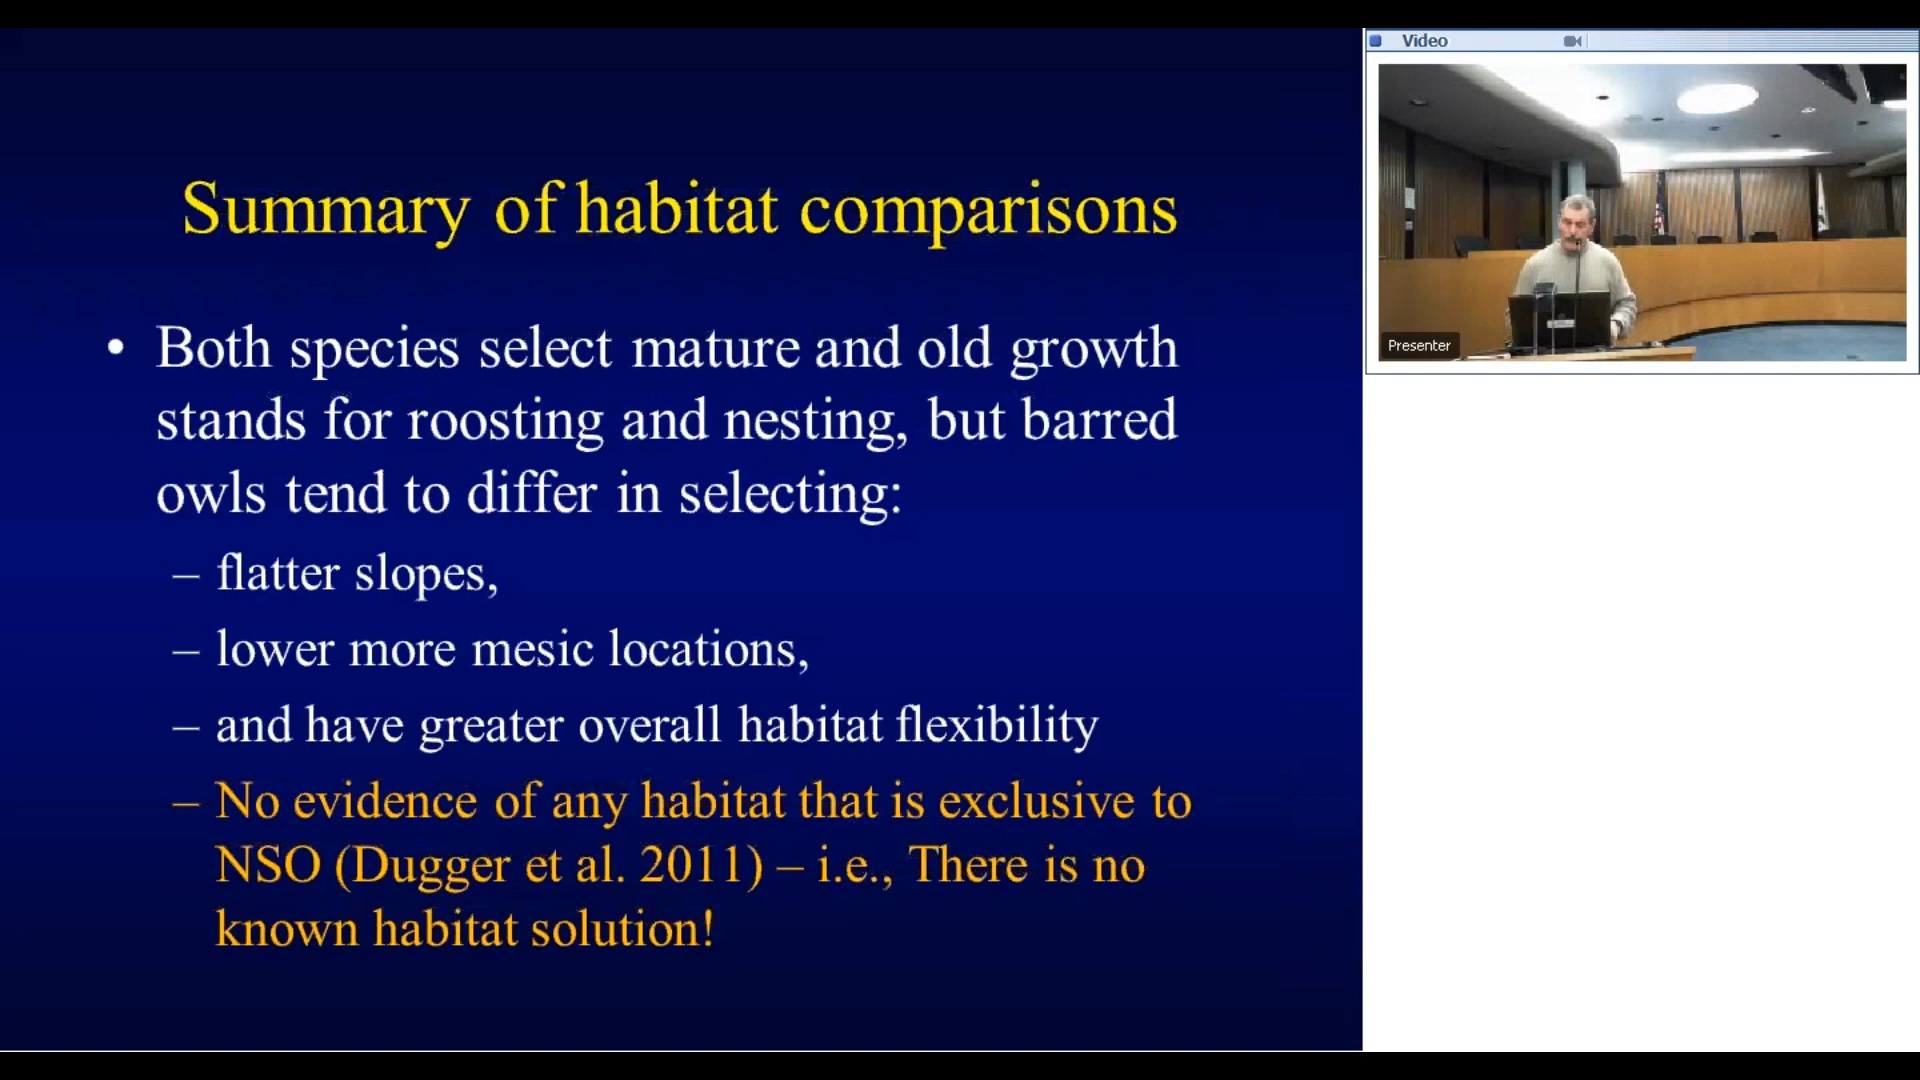 Video
Summary of habitat comparisons
• Both species select mature and old growth
stands for roosting and nesting, but barred
owls tend to differ in selecting:
– flatter slopes,
– lower more mesic locations,
– and have greater overall habitat flexibility
– No evidence of any habitat that is exclusive to
NSO (Dugger et al. 2011) – i.e., There is no
known habitat solution!
Presenter